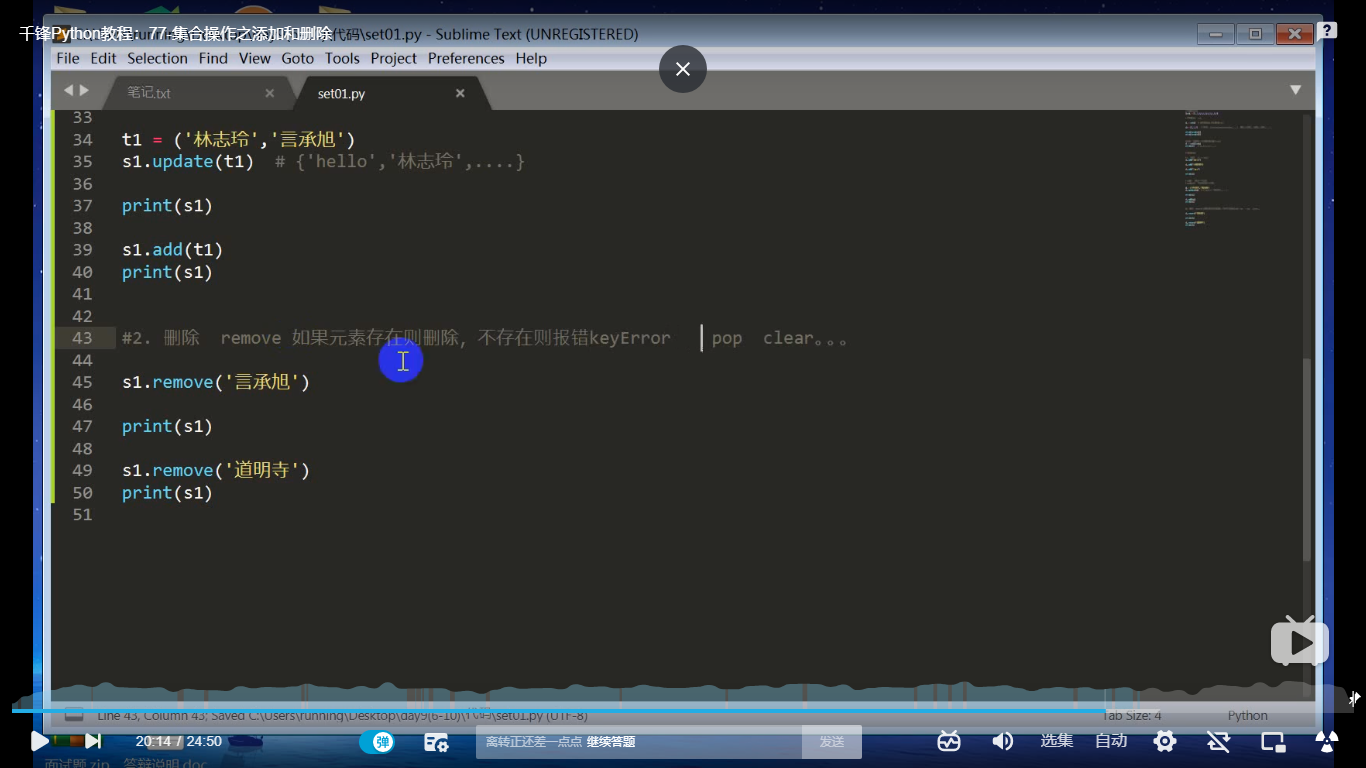 千锋Python教程：77.集合操作之添加和删除
代码\set01.py - Sublime Text (UNREGISTERED)
File Edit Selection Find View Goto Tools Project Preferences Help
笔记.txt
set01.py
33
34 t1 = ('林志玲','言承旭')
35 s1.update(t1) # {'hello','林志玲',....}
36
37 print(s1)
38
39 s1.add(t1)
40 print(s1)
41
42
43 #2. 删除 remove 如果元素存在则删除, 不存在则报错keyError pop clear。。。
44
45 s1.remove('言承旭')
46
47 print(s1)
48
49 s1.remove('道明寺')
50 print(s1)
51
Line 43, Column 43; Saved C:\Users\running\Desktop\day9(6-10)\代码\set01.py (UTF-8)
Tab Size: 4
Python
20:14 / 24:50
弹
离转正还差一点点 继续答题
发送
选集
自动
面试题.zip 答辩说明.doc